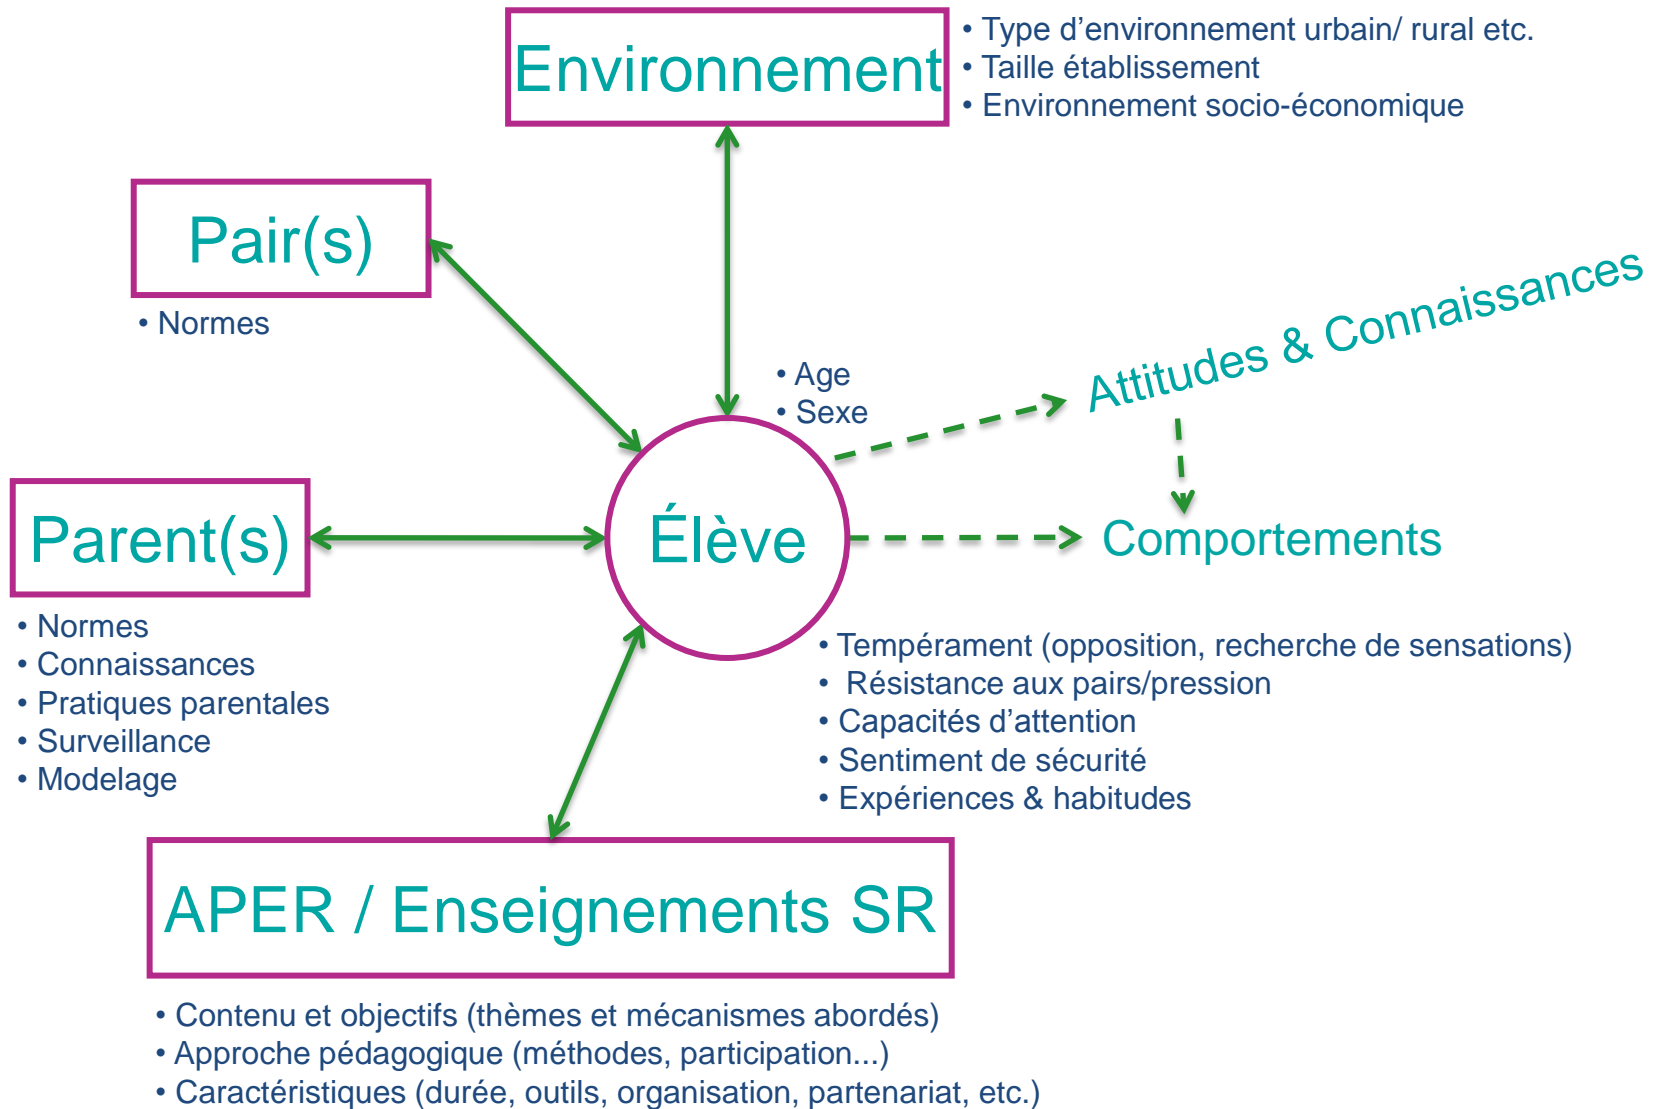 Environnement
• Type d’environnement urbain/ rural etc.
• Taille établissement
• Environnement socio-économique
Pair(s)
• Normes
Attitudes & Connaissances
• Age
• Sexe
Parent(s)
Élève
Comportements
• Normes
• Connaissances
• Pratiques parentales
• Surveillance
• Modelage
• Tempérament (opposition, recherche de sensations)
• Résistance aux pairs/pression
• Capacités d’attention
• Sentiment de sécurité
• Expériences & habitudes
APER / Enseignements SR
• Contenu et objectifs (thèmes et mécanismes abordés)
• Approche pédagogique (méthodes, participation...)
• Caractéristiques (durée, outils, organisation, partenariat, etc.)